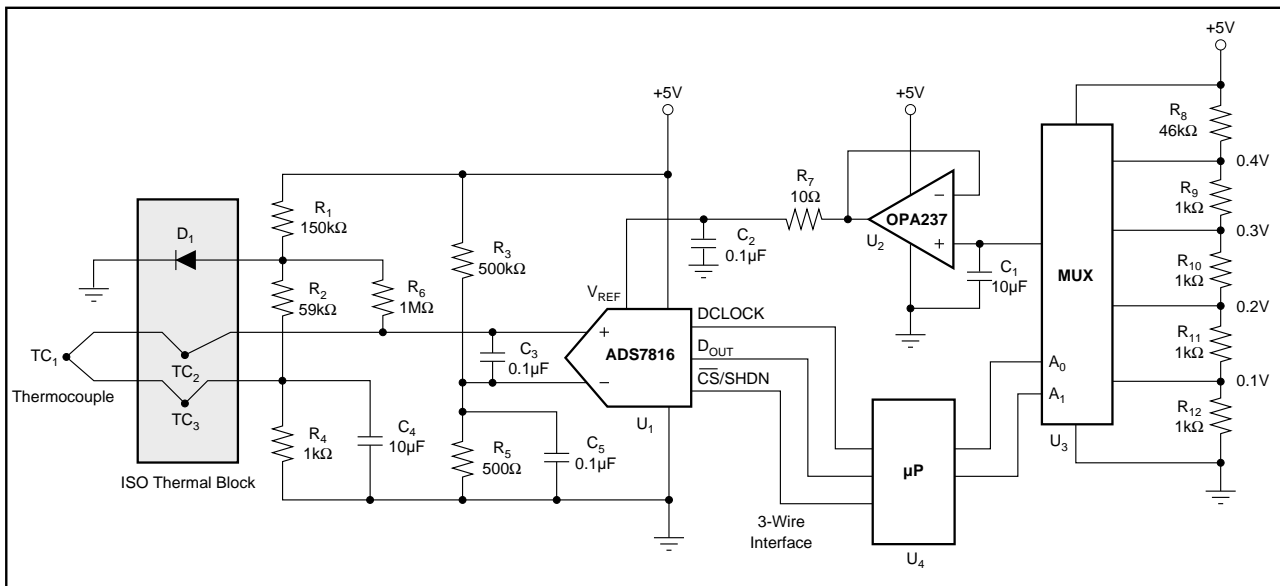 +5V
+5V
+5V
R8
46kΩ
0.4V
R9
1kΩ
0.3V
R10
1kΩ
0.2V
R11
1kΩ
0.1V
R12
1kΩ
MUX
A0
A1
U3
R7
10Ω
OPA237
−
+
U2
C1
10µF
C2
0.1µF
D1
R1
150kΩ
R2
59kΩ
R6
1MΩ
R3
500kΩ
VREF
DCLOCK
DOUT
CS/SHDN
+
−
ADS7816
U1
C3
0.1µF
TC1
Thermocouple
TC2
TC3
R4
1kΩ
C4
10µF
R5
500Ω
C5
0.1µF
ISO Thermal Block
3-Wire
Interface
µP
U4